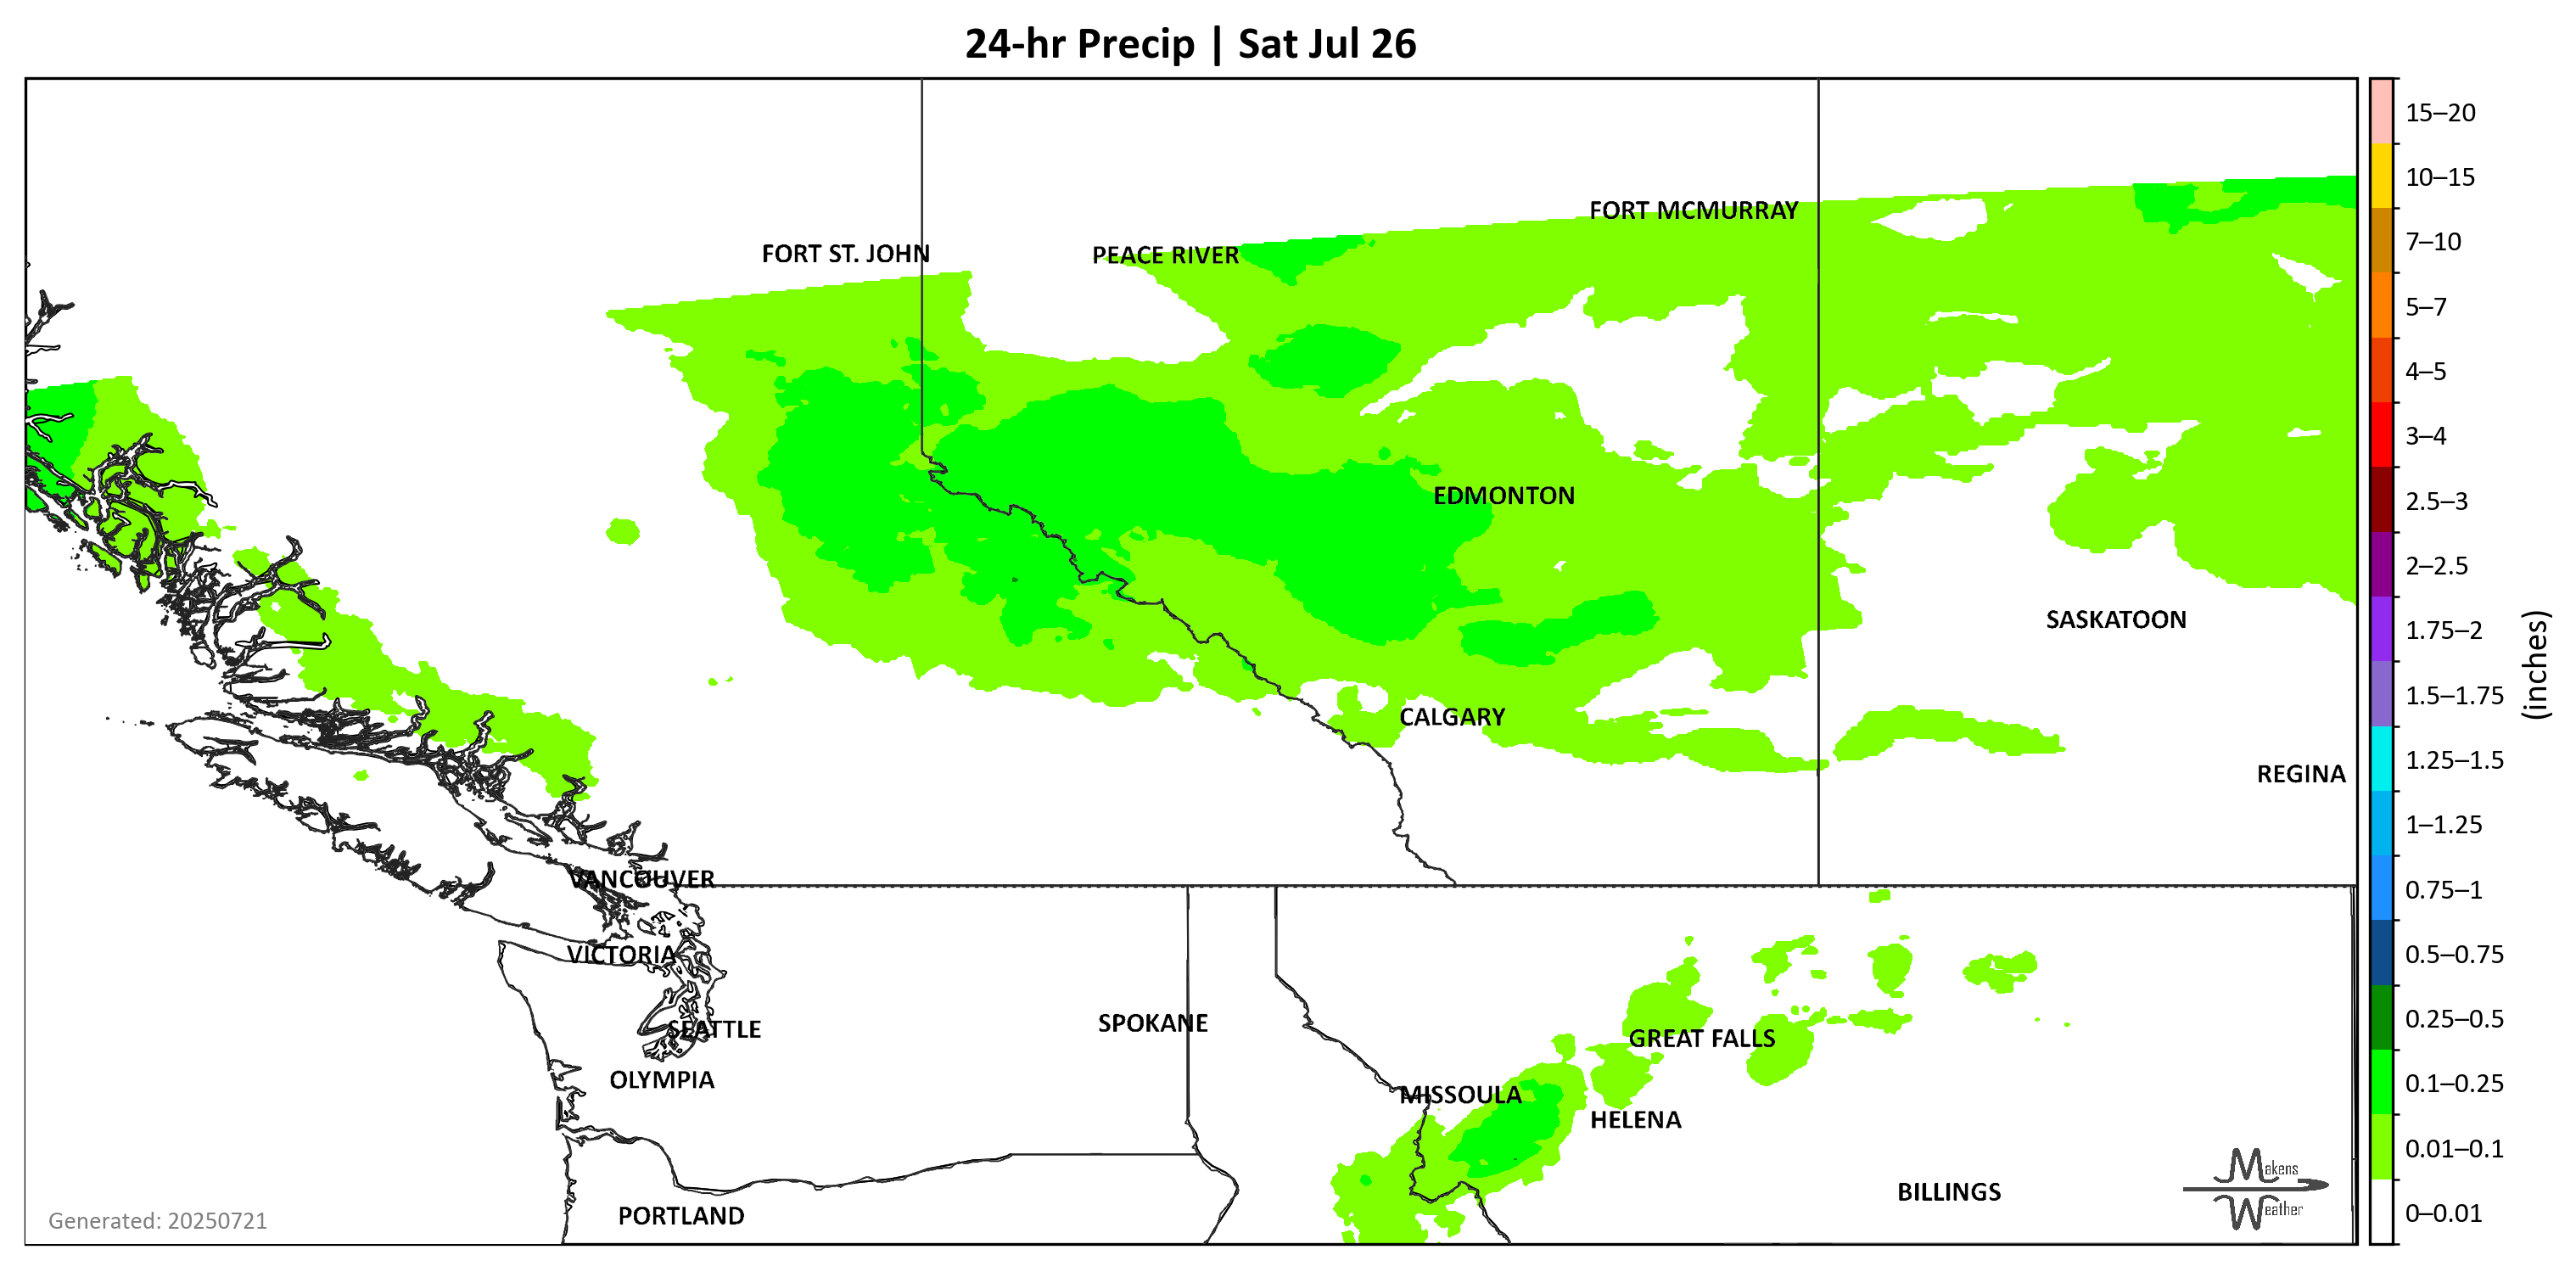 24-hr Precip | Sat Jul 26
15–20
10–15
FORT MCMURRAY
7–10
FORT ST. JOHN
PEACE RIVER
5–7
4–5
3–4
EDMONTON
2.5–3
2–2.5
SASKATOON
1.75–2
(inches)
1.5–1.75
CALGARY
1.25–1.5
REGINA
1–1.25
VANCOUVER
0.75–1
VICTORIA
0.5–0.75
SPOKANE
SEATTLE
GREAT FALLS
0.25–0.5
OLYMPIA
MISSOULA
0.1–0.25
HELENA
0.01–0.1
Makens
Weather
BILLINGS
PORTLAND
Generated: 20250721
0–0.01